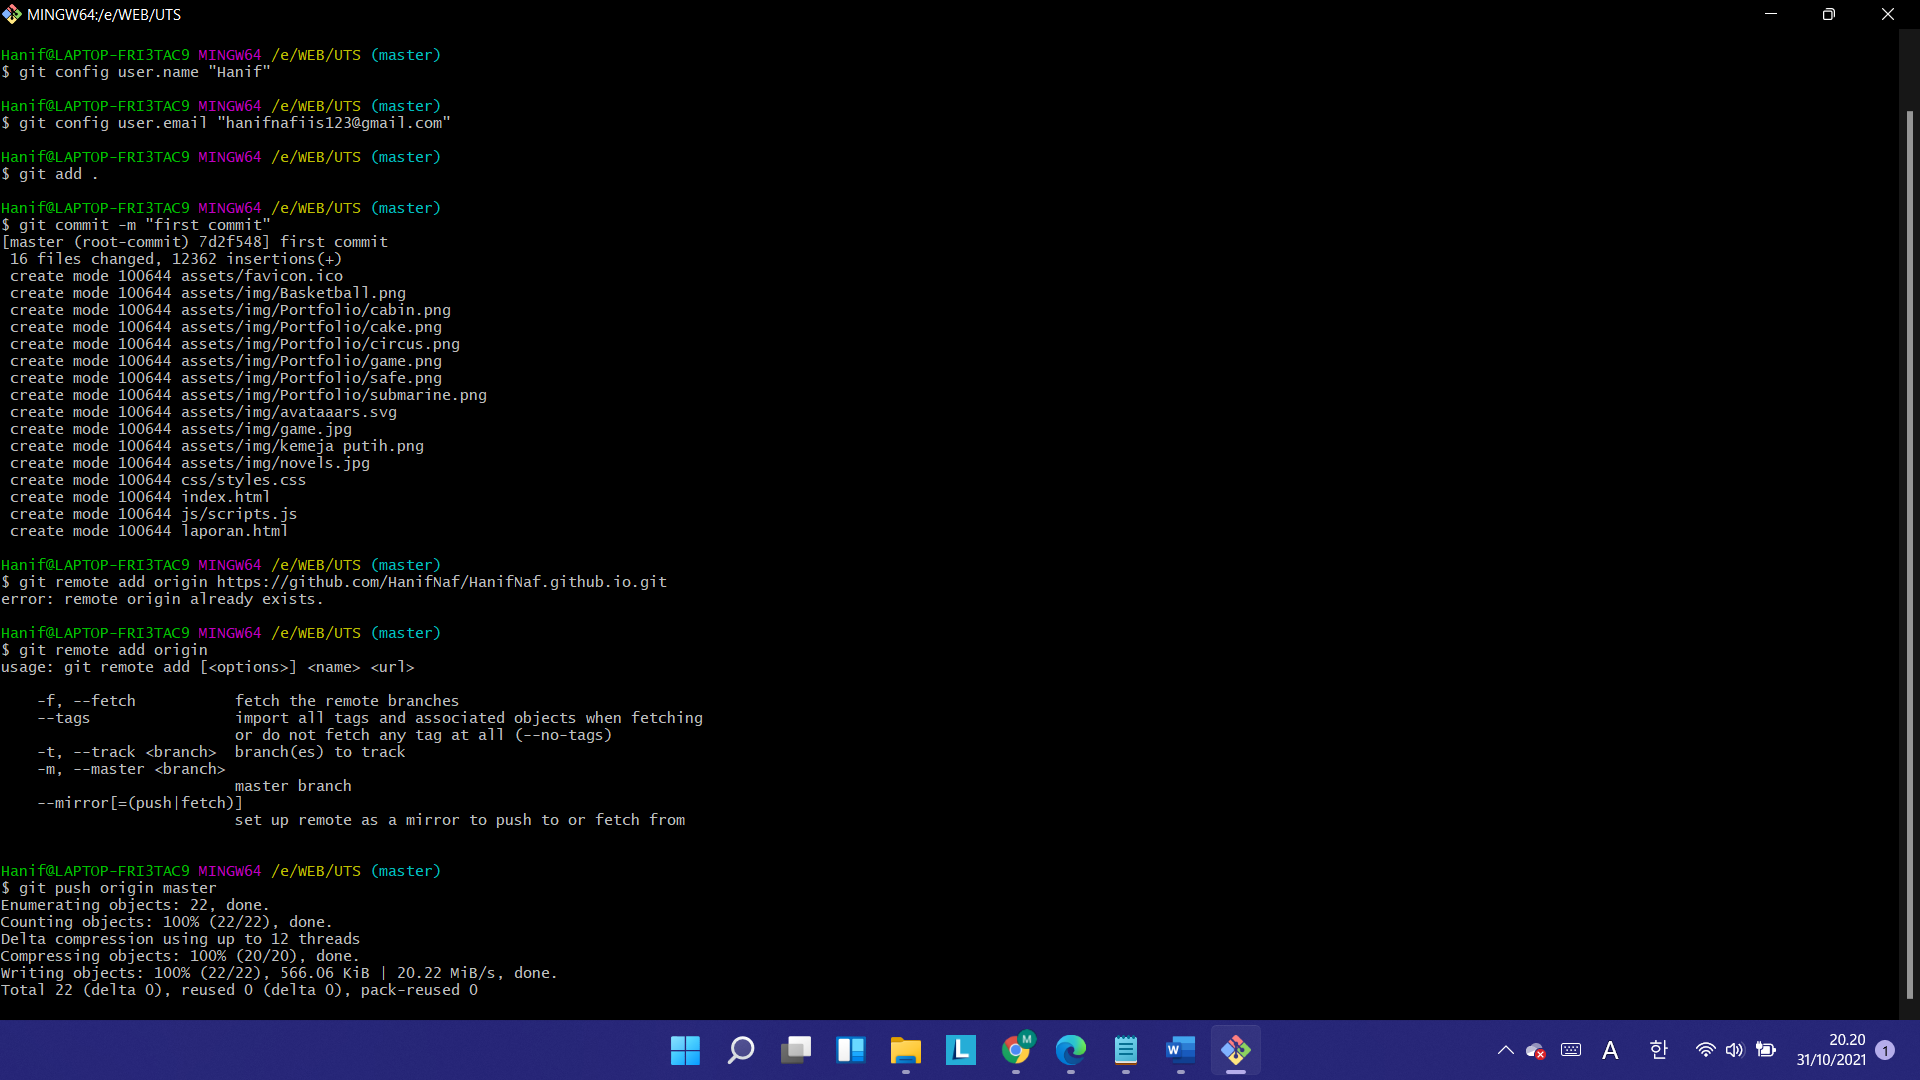 MINGW64:/e/WEB/UTS
Hanif@LAPTOP-FRI3TAC9 MINGW64 /e/WEB/UTS (master)
$ git config user.name "Hanif"
Hanif@LAPTOP-FRI3TAC9 MINGW64 /e/WEB/UTS (master)
$ git config user.email "hanifnafiis123@gmail.com"
Hanif@LAPTOP-FRI3TAC9 MINGW64 /e/WEB/UTS (master)
$ git add .
Hanif@LAPTOP-FRI3TAC9 MINGW64 /e/WEB/UTS (master)
$ git commit -m "first commit"
[master (root-commit) 7d2f548] first commit
 16 files changed, 12362 insertions(+)
 create mode 100644 assets/favicon.ico
 create mode 100644 assets/img/Basketball.png
 create mode 100644 assets/img/Portfolio/cabin.png
 create mode 100644 assets/img/Portfolio/cake.png
 create mode 100644 assets/img/Portfolio/circus.png
 create mode 100644 assets/img/Portfolio/game.png
 create mode 100644 assets/img/Portfolio/safe.png
 create mode 100644 assets/img/Portfolio/submarine.png
 create mode 100644 assets/img/avataaars.svg
 create mode 100644 assets/img/game.jpg
 create mode 100644 assets/img/kemeja putih.png
 create mode 100644 assets/img/novels.jpg
 create mode 100644 css/styles.css
 create mode 100644 index.html
 create mode 100644 js/scripts.js
 create mode 100644 laporan.html
Hanif@LAPTOP-FRI3TAC9 MINGW64 /e/WEB/UTS (master)
$ git remote add origin https://github.com/HanifNaf/HanifNaf.github.io.git
error: remote origin already exists.
Hanif@LAPTOP-FRI3TAC9 MINGW64 /e/WEB/UTS (master)
$ git remote add origin
usage: git remote add [<options>] <name> <url>
    -f, --fetch           fetch the remote branches
    --tags                import all tags and associated objects when fetching
                          or do not fetch any tag at all (--no-tags)
    -t, --track <branch>  branch(es) to track
    -m, --master <branch>
                          master branch
    --mirror[=(push|fetch)]
                          set up remote as a mirror to push to or fetch from
Hanif@LAPTOP-FRI3TAC9 MINGW64 /e/WEB/UTS (master)
$ git push origin master
Enumerating objects: 22, done.
Counting objects: 100% (22/22), done.
Delta compression using up to 12 threads
Compressing objects: 100% (20/20), done.
Writing objects: 100% (22/22), 566.06 KiB | 20.22 MiB/s, done.
Total 22 (delta 0), reused 0 (delta 0), pack-reused 0
L
M
W
A
한
20.20
31/10/2021
1